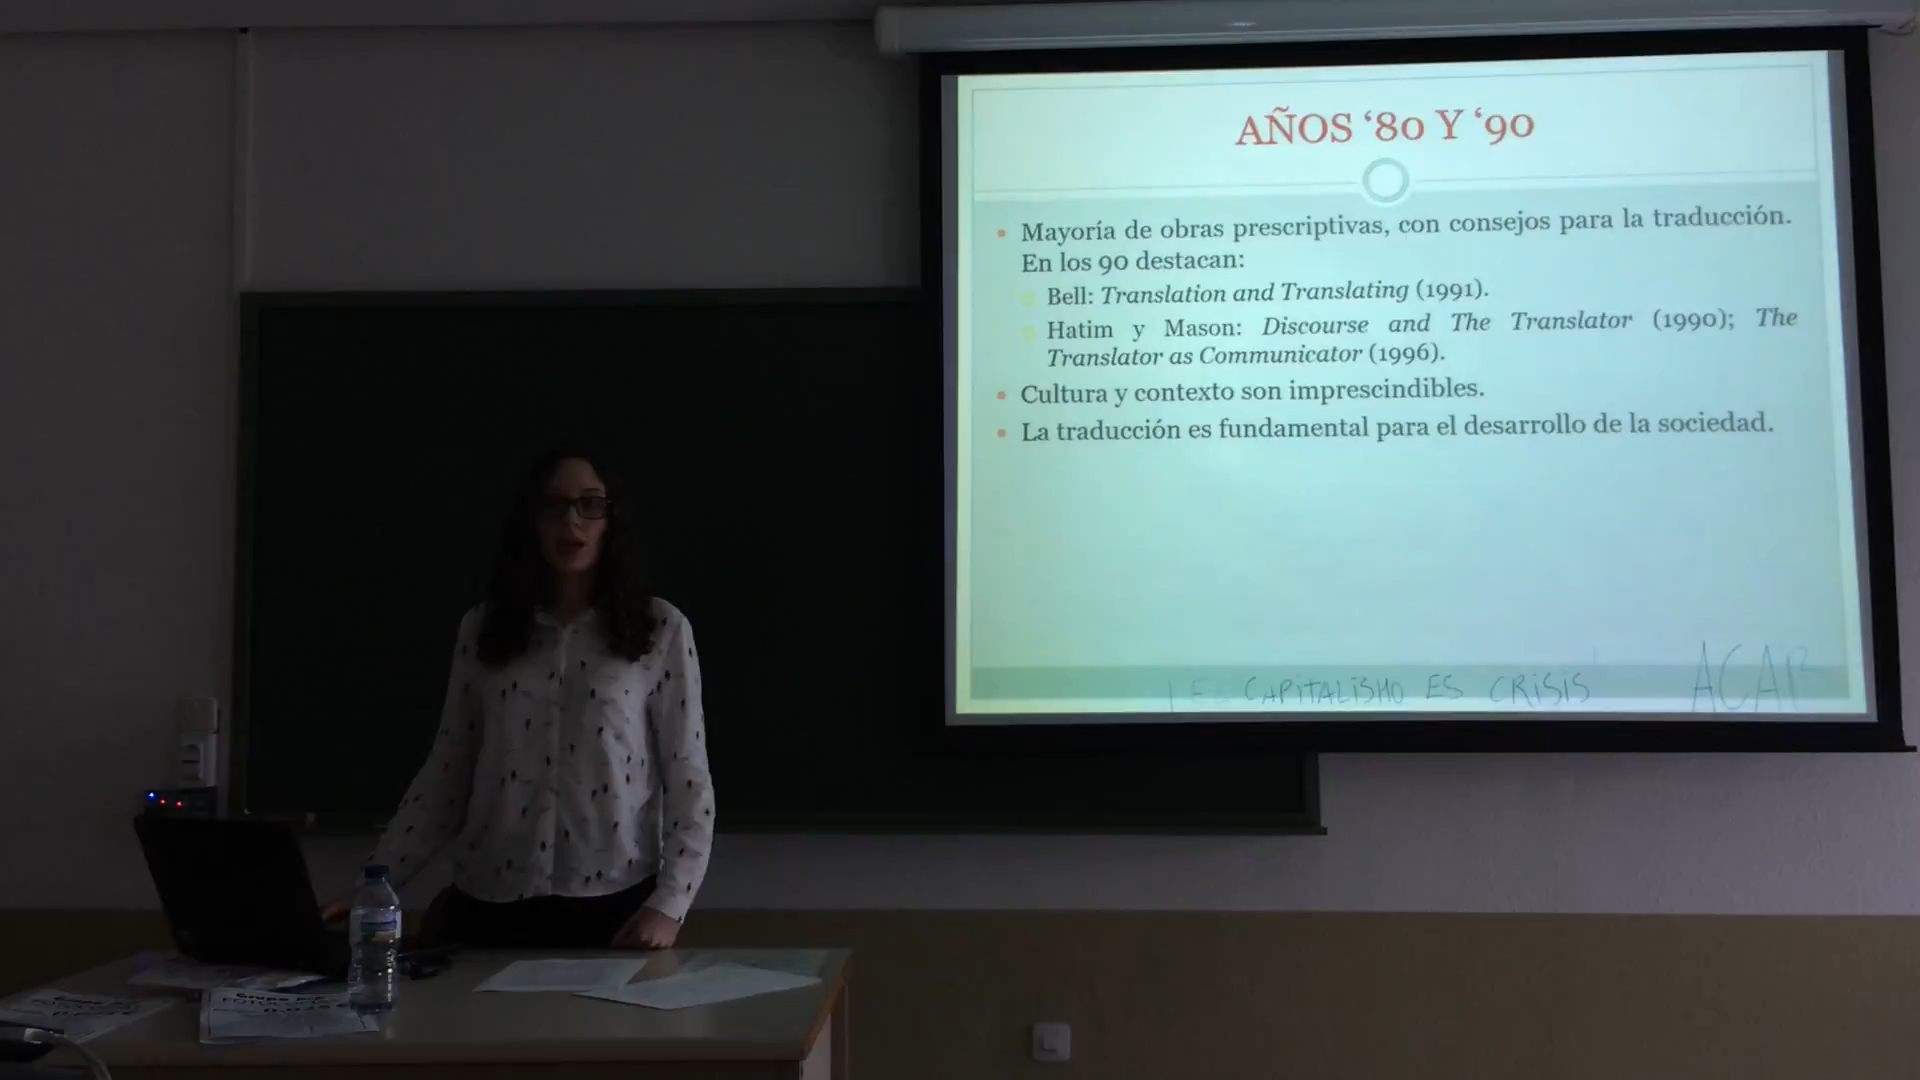 AÑOS ‘80 Y ‘90
Mayoría de obras prescriptivas, con consejos para la traducción.
En los 90 destacan:
Bell: Translation and Translating (1991).
Hatim y Mason: Discourse and The Translator (1990); The
Translator as Communicator (1996).
Cultura y contexto son imprescindibles.
La traducción es fundamental para el desarrollo de la sociedad.
CAPITALISMO ES CRISIS